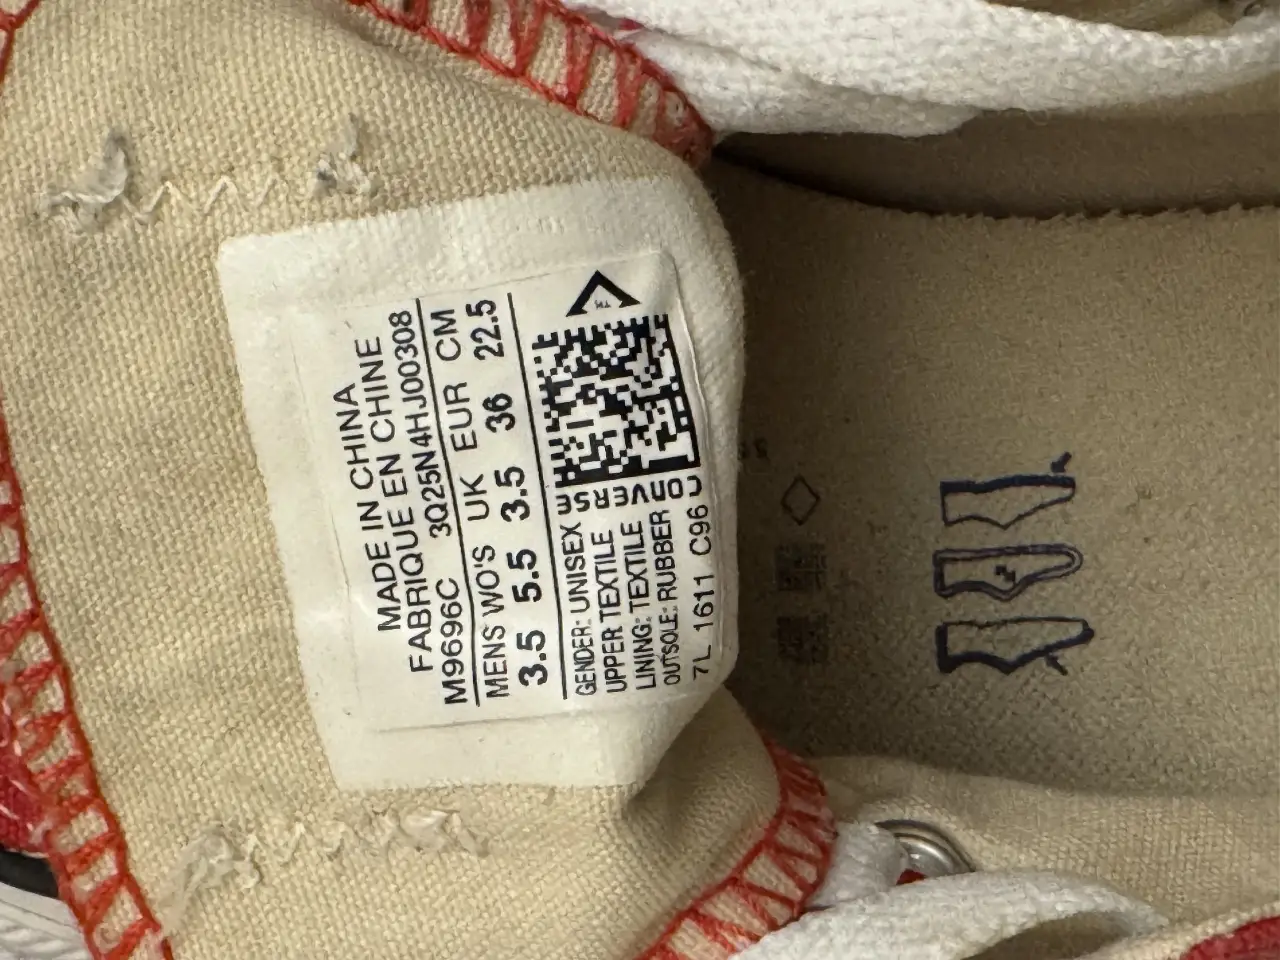 MADE IN CHINA
FABRIQUE EN CHINE
M9696C 3Q25N4HJ00308
MENS WO'S UK EUR CM
3.5 5.5 3.5 36 22.5
GENDER: UNISEX
UPPER TEXTILE
LINING: TEXTILE
OUTSOLE: RUBBER
7L 1611 C96
CONVERSE
TM